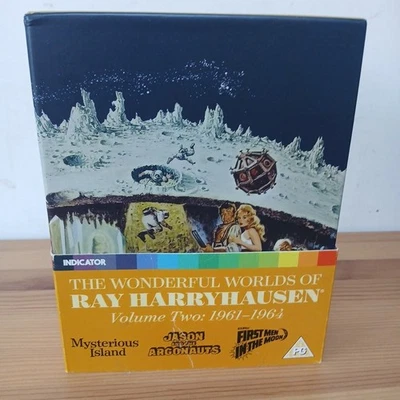 INDICATOR
THE WONDERFUL WORLDS OF
RAY HARRYHAUSEN
Volume Two: 1961–1964
Mysterious
Island
JASON
AND THE
ARGONAUTS
FIRST MEN
IN THE MOON
PG